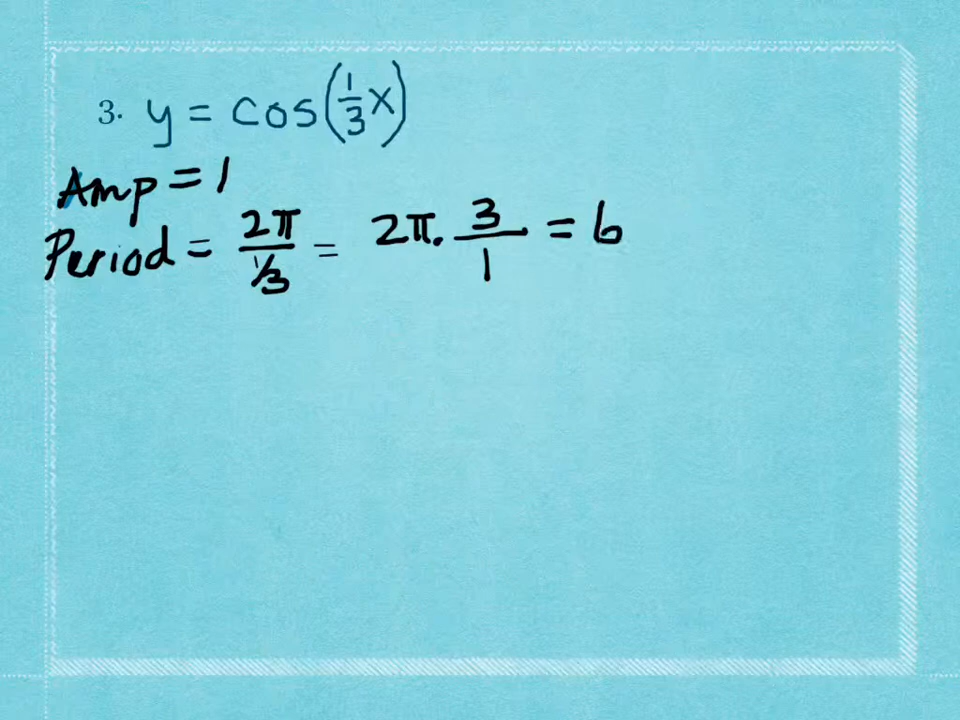 3. y = cos(1/3 x)
Amp = 1
Period = 2π/(1/3) = 2π · 3/1 = 6